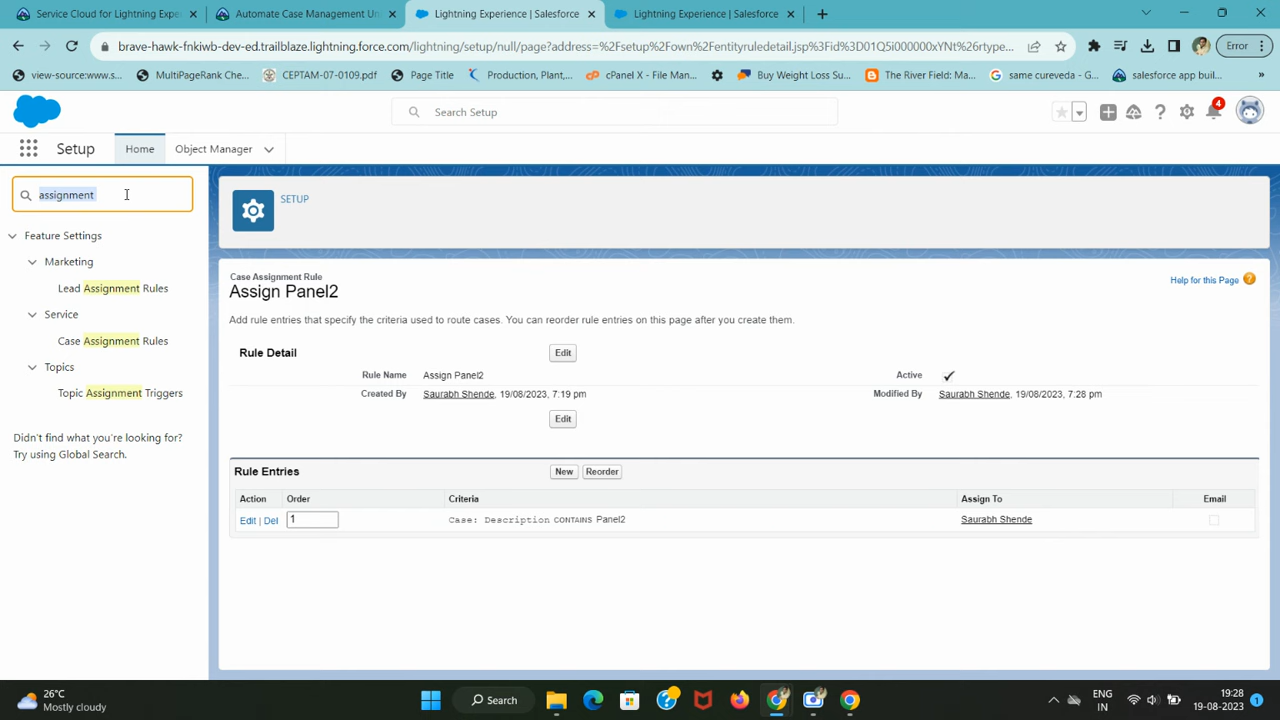 Service Cloud for Lightning Expe
Automate Case Management Un
Lightning Experience | Salesforce
Lightning Experience | Salesforce
brave-hawk-fnkiwb-dev-ed.trailblaze.lightning.force.com/lightning/setup/null/page?address=%2Fsetup%2Fown%2Fentityruledetail.jsp%3Fid%3D01Q5i000000xYNt%26rtype...
Error
view-source:www.s...
MultiPageRank Che...
CEPTAM-07-0109.pdf
Page Title
Production, Plant,...
cPanel X - File Man...
Buy Weight Loss Su...
The River Field: Ma...
same cureveda - G...
salesforce app buil...
»
Search Setup
4
Setup
Home
Object Manager
assignment
SETUP
Feature Settings
Marketing
Lead Assignment Rules
Service
Case Assignment Rules
Topics
Topic Assignment Triggers
Didn't find what you're looking for?
Try using Global Search.
Case Assignment Rule
Assign Panel2
Help for this Page
Add rule entries that specify the criteria used to route cases. You can reorder rule entries on this page after you create them.
Rule Detail
Edit
Rule Name Assign Panel2 Active
Created By Saurabh Shende, 19/08/2023, 7:19 pm Modified By Saurabh Shende, 19/08/2023, 7:28 pm
Edit
Rule Entries
New
Reorder
Action Order Criteria Assign To Email
Edit | Del 1 Case: Description CONTAINS Panel2 Saurabh Shende
26°C
Mostly cloudy
Search
ENG
IN
19:28
19-08-2023
1